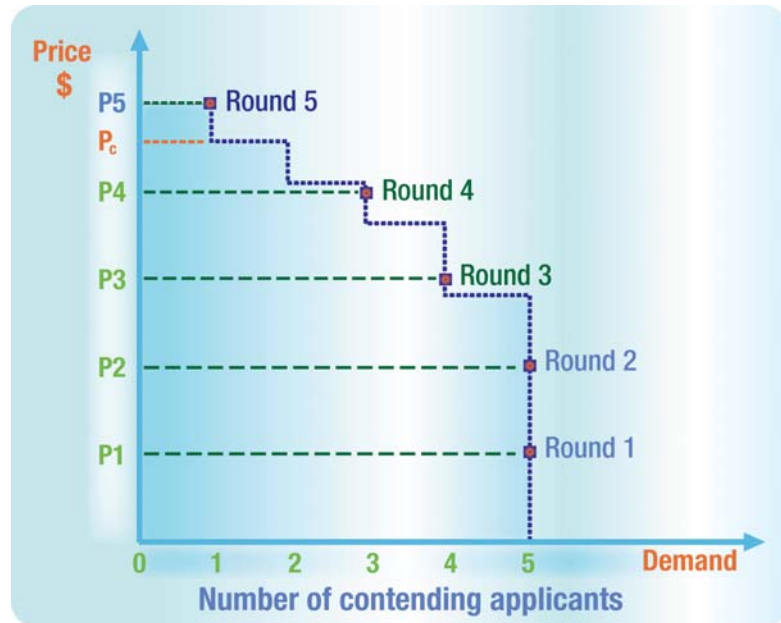 Price
$
P5
Round 5
Pc
P4
Round 4
P3
Round 3
P2
Round 2
P1
Round 1
0 1 2 3 4 5 Demand
Number of contending applicants